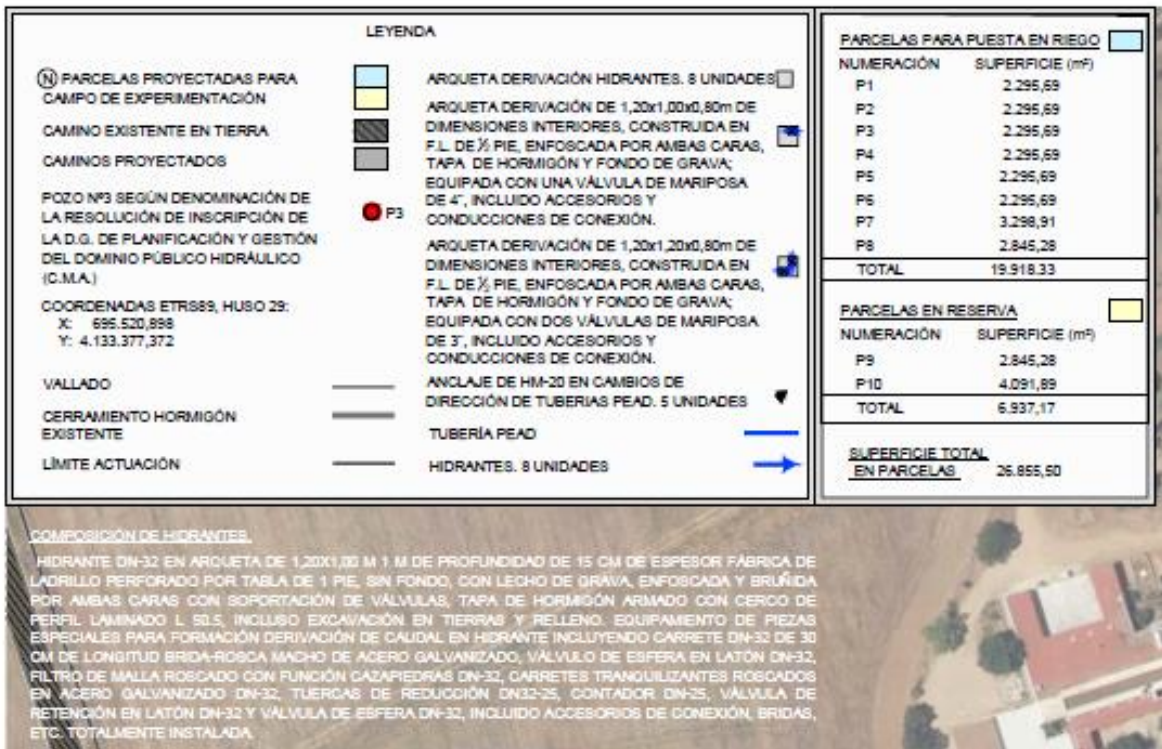 LEYENDA
Ⓝ PARCELAS PROYECTADAS PARA
CAMPO DE EXPERIMENTACIÓN
CAMINO EXISTENTE EN TIERRA
CAMINOS PROYECTADOS
POZO Nº3 SEGÚN DENOMINACIÓN DE
LA RESOLUCIÓN DE INSCRIPCIÓN DE
LA D.G. DE PLANIFICACIÓN Y GESTIÓN
DEL DOMINIO PÚBLICO HIDRÁULICO
(C.M.A.)
P3
COORDENADAS ETRS89, HUSO 29:
X: 695.520,898
Y: 4.133.377,372
VALLADO
CERRAMIENTO HORMIGÓN
EXISTENTE
LÍMITE ACTUACIÓN
ARQUETA DERIVACIÓN HIDRANTES. 8 UNIDADES
ARQUETA DERIVACIÓN DE 1,20x1,00x0,80m DE
DIMENSIONES INTERIORES, CONSTRUIDA EN
F.L. DE ½ PIE, ENFOSCADA POR AMBAS CARAS,
TAPA DE HORMIGÓN Y FONDO DE GRAVA;
EQUIPADA CON UNA VÁLVULA DE MARIPOSA
DE 4", INCLUIDO ACCESORIOS Y
CONDUCCIONES DE CONEXIÓN.
ARQUETA DERIVACIÓN DE 1,20x1,20x0,80m DE
DIMENSIONES INTERIORES, CONSTRUIDA EN
F.L. DE ½ PIE, ENFOSCADA POR AMBAS CARAS,
TAPA DE HORMIGÓN Y FONDO DE GRAVA;
EQUIPADA CON DOS VÁLVULAS DE MARIPOSA
DE 3", INCLUIDO ACCESORIOS Y
CONDUCCIONES DE CONEXIÓN.
ANCLAJE DE HM-20 EN CAMBIOS DE
DIRECCIÓN DE TUBERIAS PEAD. 5 UNIDADES
TUBERÍA PEAD
HIDRANTES. 8 UNIDADES
PARCELAS PARA PUESTA EN RIEGO
NUMERACIÓN SUPERFICIE (m²)
P1 2.295,69
P2 2.295,69
P3 2.295,69
P4 2.295,69
P5 2.295,69
P6 2.295,69
P7 3.298,91
P8 2.845,28
TOTAL 19.918.33
PARCELAS EN RESERVA
NUMERACIÓN SUPERFICIE (m²)
P9 2.845,28
P10 4.091,89
TOTAL 6.937,17
SUPERFICIE TOTAL
EN PARCELAS 26.855,50
COMPOSICIÓN DE HIDRANTES.
HIDRANTE DN-32 EN ARQUETA DE 1,20X1,00 M 1 M DE PROFUNDIDAD DE 15 CM DE ESPESOR FÁBRICA DE
LADRILLO PERFORADO POR TABLA DE 1 PIE, SIN FONDO, CON LECHO DE GRAVA, ENFOSCADA Y BRUÑIDA
POR AMBAS CARAS CON SOPORTACIÓN DE VÁLVULAS, TAPA DE HORMIGÓN ARMADO CON CERCO DE
PERFIL LAMINADO L 50.5, INCLUSO EXCAVACIÓN EN TIERRAS Y RELLENO. EQUIPAMIENTO DE PIEZAS
ESPECIALES PARA FORMACIÓN DERIVACIÓN DE CAUDAL EN HIDRANTE INCLUYENDO CARRETE DN-32 DE 30
CM DE LONGITUD BRIDA-ROSCA MACHO DE ACERO GALVANIZADO, VÁLVULO DE ESFERA EN LATÓN DN-32,
FILTRO DE MALLA ROSCADO CON FUNCIÓN CAZAPIEDRAS DN-32, CARRETES TRANQUILIZANTES ROSCADOS
EN ACERO GALVANIZADO DN-32, TUERCAS DE REDUCCIÓN DN32-25, CONTADOR DN-25, VÁLVULA DE
RETENCIÓN EN LATÓN DN-32 Y VÁLVULA DE ESFERA DN-32, INCLUIDO ACCESORIOS DE CONEXIÓN, BRIDAS,
ETC. TOTALMENTE INSTALADA.